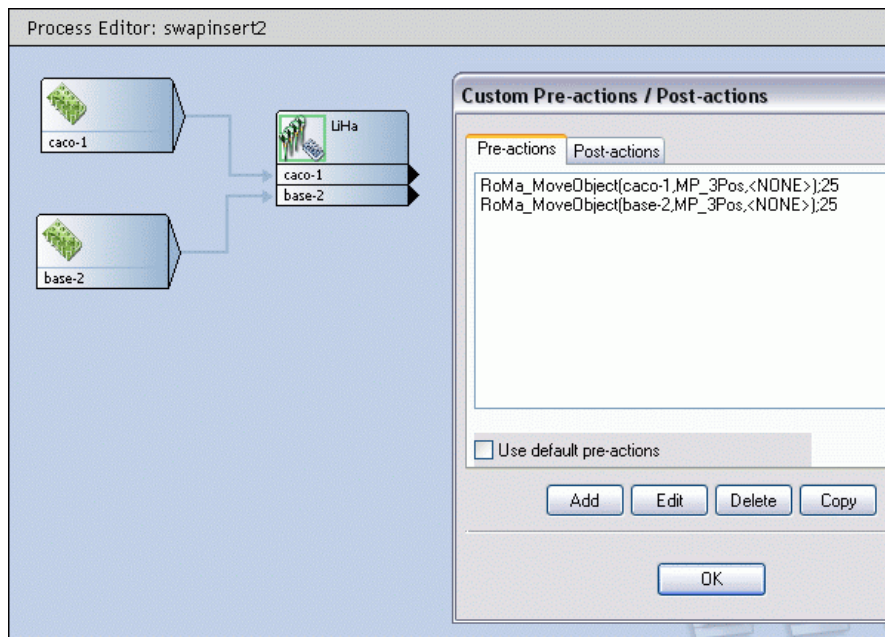 Process Editor: swapinsert2
caco-1
base-2
LiHa
caco-1
base-2
Custom Pre-actions / Post-actions
Pre-actions
Post-actions
RoMa_MoveObject(caco-1,MP_3Pos,<NONE>);25
RoMa_MoveObject(base-2,MP_3Pos,<NONE>);25
Use default pre-actions
Add
Edit
Delete
Copy
OK